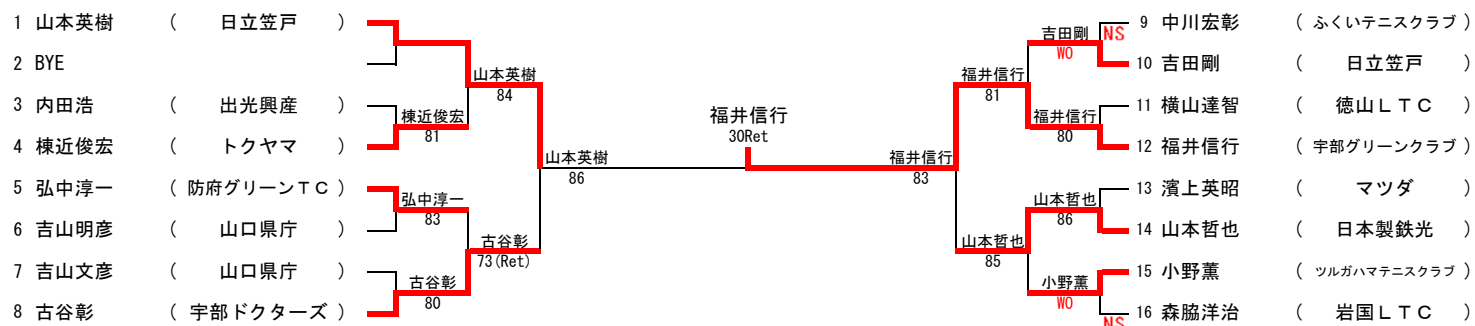 1 山本英樹 ( 日立笠戸 )
2 BYE
3 内田浩 ( 出光興産 )
4 棟近俊宏 ( トクヤマ )
5 弘中淳一 ( 防府グリーンTC )
6 吉山明彦 ( 山口県庁 )
7 吉山文彦 ( 山口県庁 )
8 古谷彰 ( 宇部ドクターズ )
棟近俊宏
81
弘中淳一
83
古谷彰
80
山本英樹
84
古谷彰
73(Ret)
山本英樹
86
福井信行
30Ret
福井信行
83
福井信行
81
山本哲也
85
吉田剛
WO
福井信行
80
山本哲也
86
小野薫
WO
NS
NS
9 中川宏彰 ( ふくいテニスクラブ )
10 吉田剛 ( 日立笠戸 )
11 横山達智 ( 徳山LTC )
12 福井信行 ( 宇部グリーンクラブ )
13 濱上英昭 ( マツダ )
14 山本哲也 ( 日本製鉄光 )
15 小野薫 ( ツルガハマテニスクラブ )
16 森脇洋治 ( 岩国LTC )